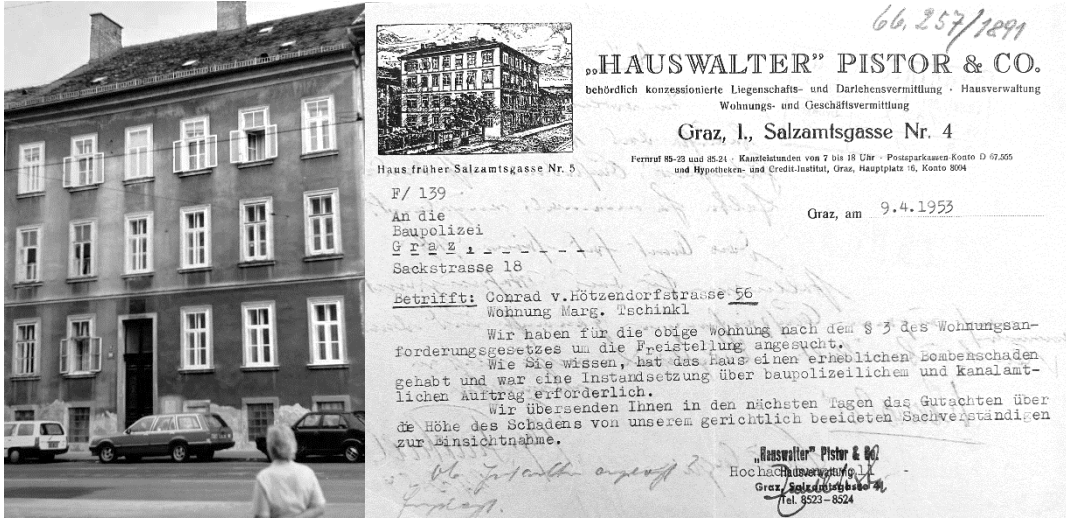 66.257/1891
„HAUSWALTER” PISTOR & CO.
behördlich konzessionierte Liegenschafts- und Darlehensvermittlung · Hausverwaltung
Wohnungs- und Geschäftsvermittlung
Graz, I., Salzamtsgasse Nr. 4
Fernruf 85-23 und 85-24 · Kanzleistunden von 7 bis 18 Uhr · Postsparkassen-Konto D 67.555
und Hypotheken- und Credit-Institut, Graz, Hauptplatz 16, Konto 8094
Haus früher Salzamtsgasse Nr. 5
F/ 139
Graz, am 9.4.1953
An die
Baupolizei
Graz,
Sackstrasse 18
Betrifft: Conrad v.Hötzendorfstrasse 56
Wohnung Marg. Tschinkl
Wir haben für die obige Wohnung nach dem § 3 des Wohnungsan-
forderungsgesetzes um die Freistellung angesucht.
Wie Sie wissen, hat das Haus einen erheblichen Bombenschaden
gehabt und war eine Instandsetzung über baupolizeilichem und kanalamt-
lichen Auftrag erforderlich.
Wir übersenden Ihnen in den nächsten Tagen das Gutachten über
die Höhe des Schadens von unserem gerichtlich beeideten Sachverständigen
zur Einsichtnahme.
„Hauswalter” Pistor & Co
Hausverwaltung
Graz, Salzamtsgasse 4
Tel. 8523–8524